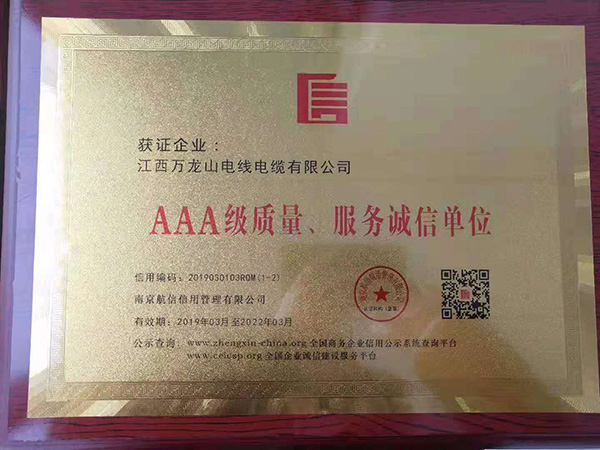 获证企业：
江西万龙山电线电缆有限公司
AAA级质量、服务诚信单位
信用编码：2019030103RQM(1-2)
南京航信信用管理有限公司
有效期：2019年03月至2022年03月
公示查询：www.zhengxin-china.org 全国商务企业信用公示系统查询平台
www.ceicsp.org 全国企业诚信建设服务平台